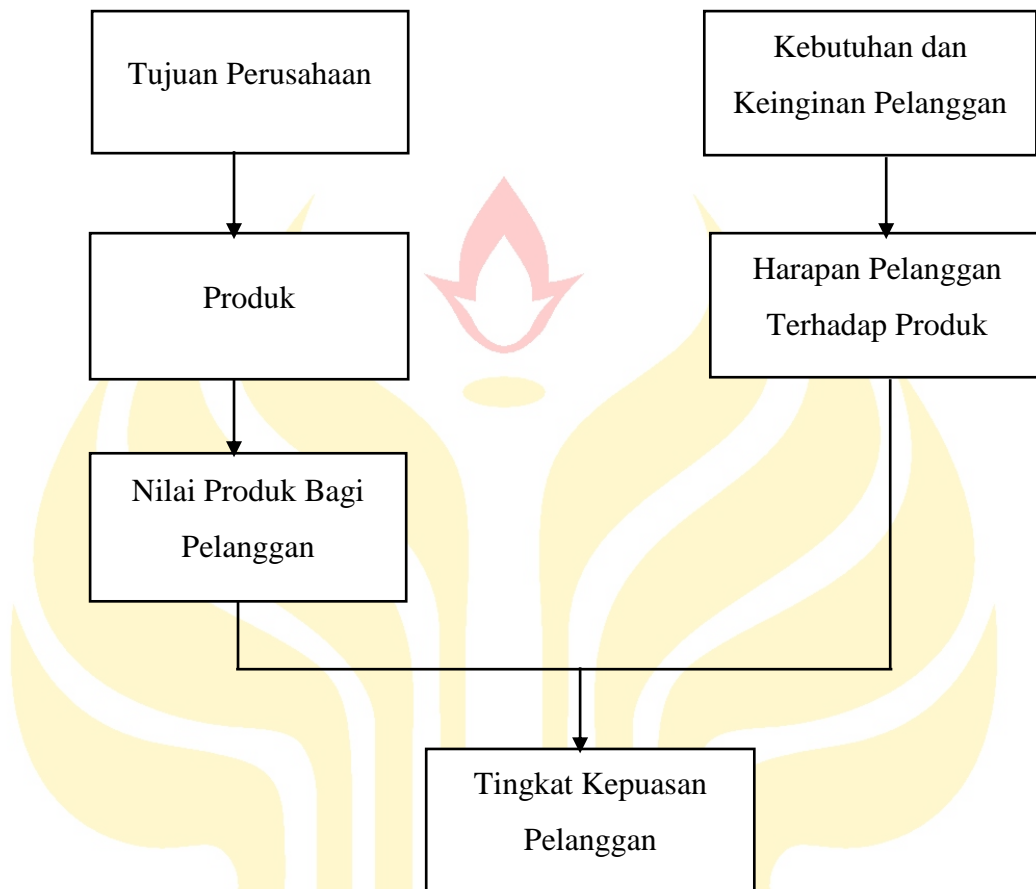 Tujuan Perusahaan
Kebutuhan dan
Keinginan Pelanggan
Produk
Harapan Pelanggan
Terhadap Produk
Nilai Produk Bagi
Pelanggan
Tingkat Kepuasan
Pelanggan